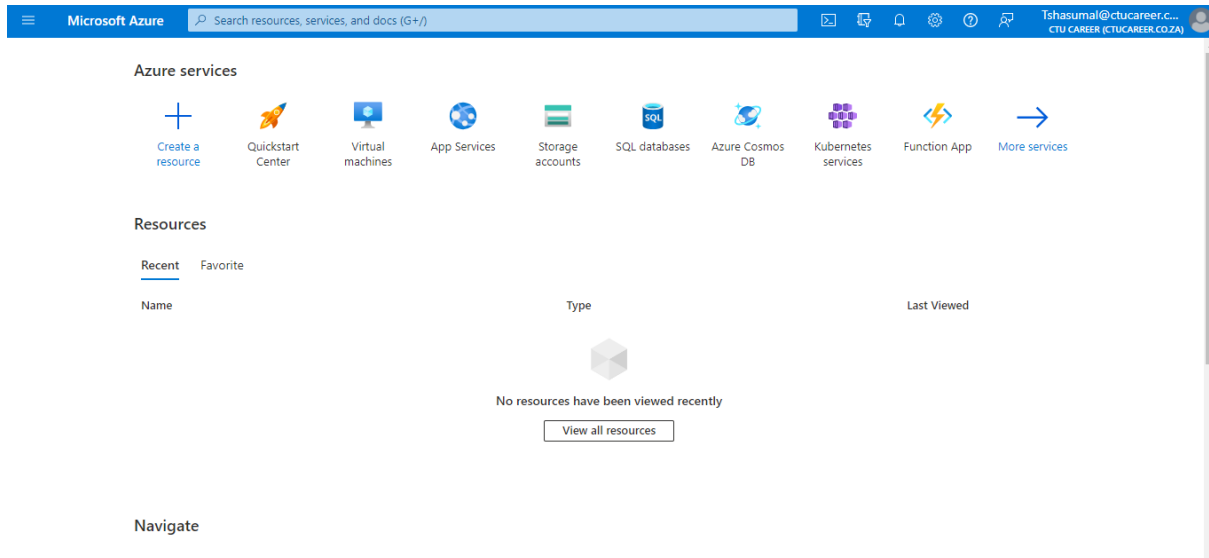 Microsoft Azure
Search resources, services, and docs (G+/)
Tshasumal@ctucareer.c...
CTU CAREER (CTUCAREER.CO.ZA)
Azure services
Create a
resource
Quickstart
Center
Virtual
machines
App Services
Storage
accounts
SQL
SQL databases
Azure Cosmos
DB
Kubernetes
services
Function App
More services
Resources
Recent
Favorite
Name
Type
Last Viewed
No resources have been viewed recently
View all resources
Navigate